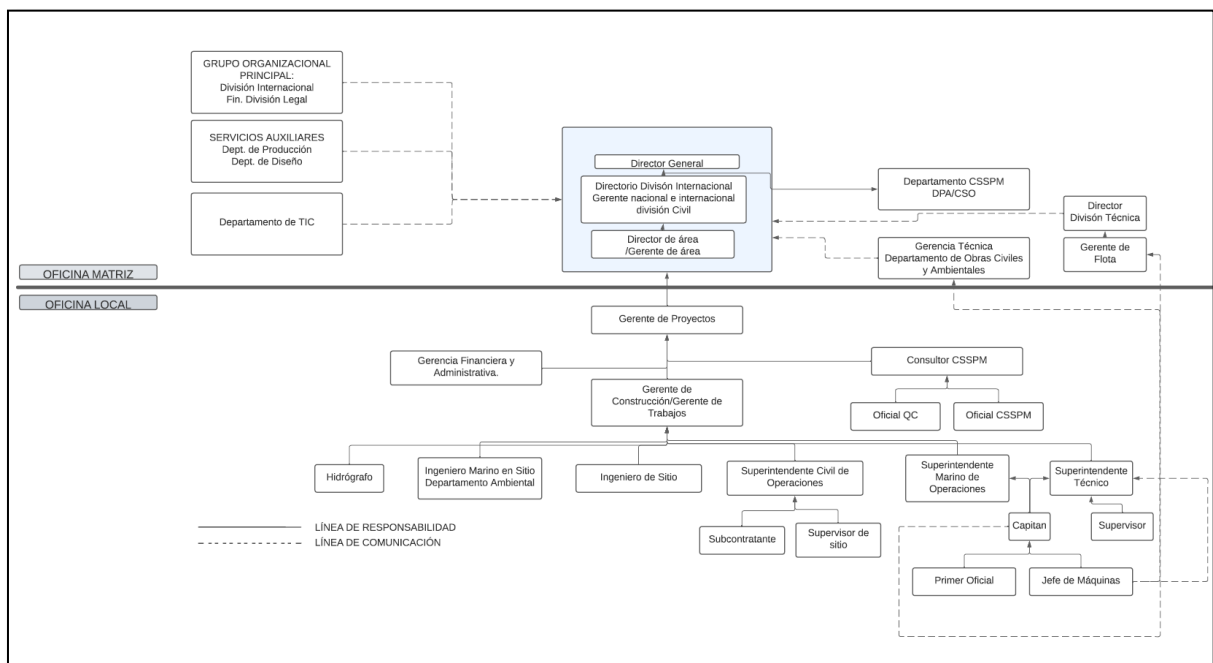 GRUPO ORGANIZACIONAL
PRINCIPAL:
División Internacional
Fin. División Legal
SERVICIOS AUXILIARES
Dept. de Producción
Dept. de Diseño
Departamento de TIC
Director General
Directorio Divisón Internacional
Gerente nacional e internacional
división Civil
Director de área
/Gerente de área
Departamento CSSPM
DPA/CSO
Director
Divisón Técnica
Gerencia Técnica
Departamento de Obras Civiles
y Ambientales
Gerente de
Flota
OFICINA MATRIZ
OFICINA LOCAL
Gerente de Proyectos
Gerencia Financiera y
Administrativa.
Consultor CSSPM
Gerente de
Construcción/Gerente de
Trabajos
Oficial QC
Oficial CSSPM
Hidrógrafo
Ingeniero Marino en Sitio
Departamento Ambiental
Ingeniero de Sitio
Superintendente Civil de
Operaciones
Superintendente
Marino de
Operaciones
Superintendente
Técnico
Subcontratante
Supervisor de
sitio
Capitan
Supervisor
Primer Oficial
Jefe de Máquinas
LÍNEA DE RESPONSABILIDAD
LÍNEA DE COMUNICACIÓN